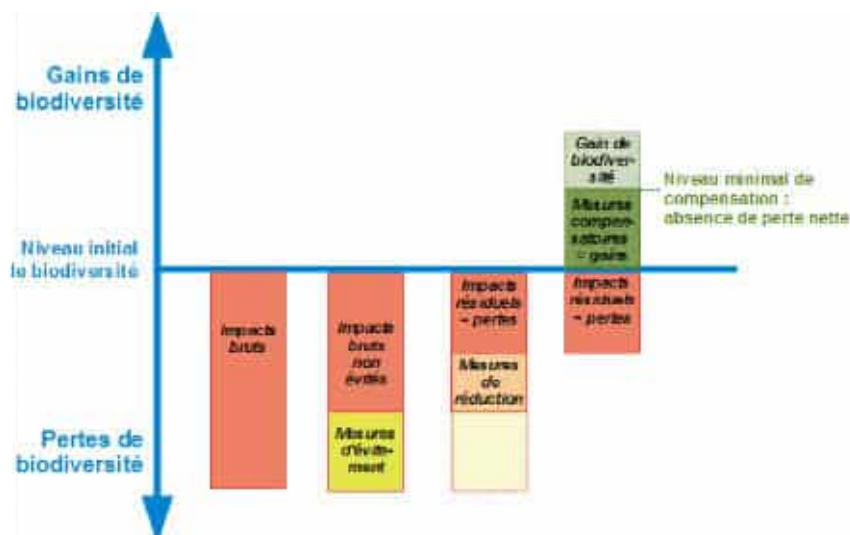 Gains de
biodiversité
Gain de
biodiver-
sité
Niveau minimal de
compensation :
absence de perte nette
Mesures
compen-
satoires
= gains
Niveau initial
de biodiversité
Impacts
bruts
Impacts
bruts
non
évités
Mesures
d'évite-
ment
Impacts
résiduels
= pertes
Mesures
de
réduction
Impacts
résiduels
= pertes
Pertes de
biodiversité